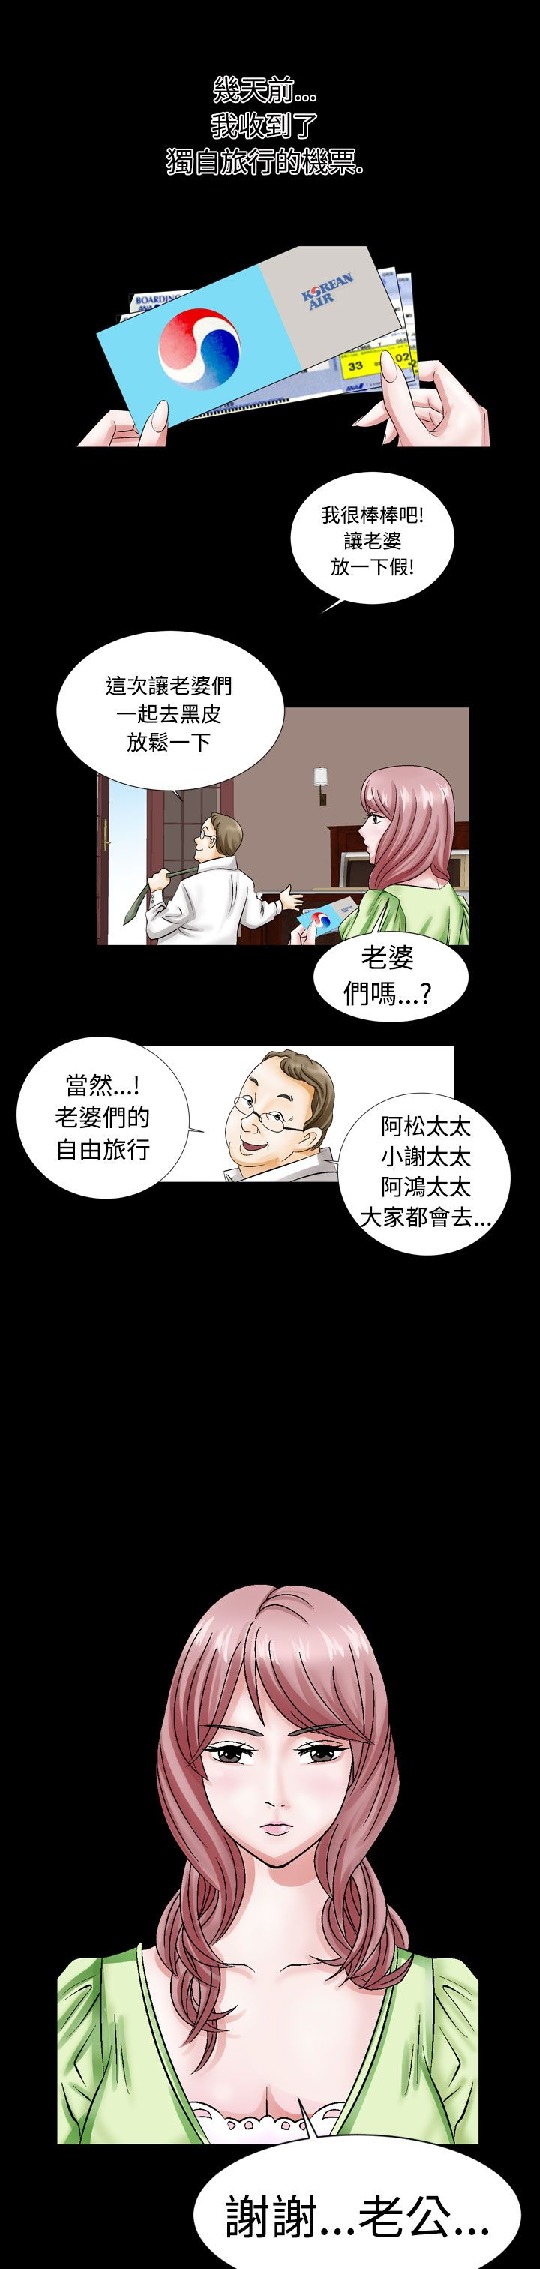 幾天前...
我收到了
獨自旅行的機票.
BOARDIN
KOREAN
AIR
33
02
我很棒棒吧!
讓老婆
放一下假!
這次讓老婆們
一起去黑皮
放鬆一下
老婆
們嗎...?
當然...!
老婆們的
自由旅行
阿松太太
小謝太太
阿鴻太太
大家都會去...
謝謝...老公...